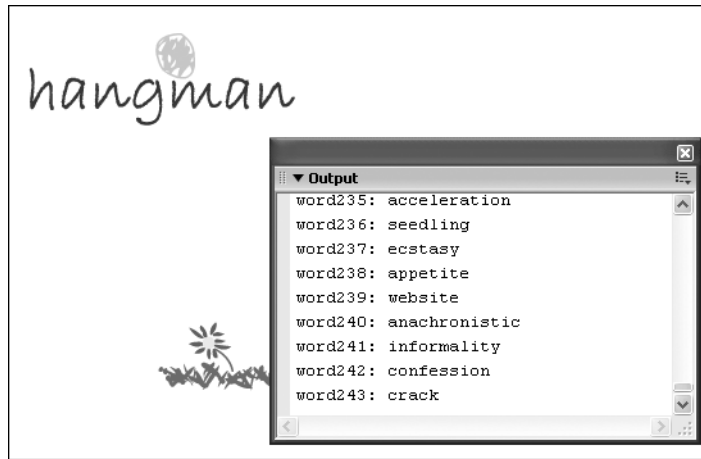 hangman
Output
word235: acceleration
word236: seedling
word237: ecstasy
word238: appetite
word239: website
word240: anachronistic
word241: informality
word242: confession
word243: crack